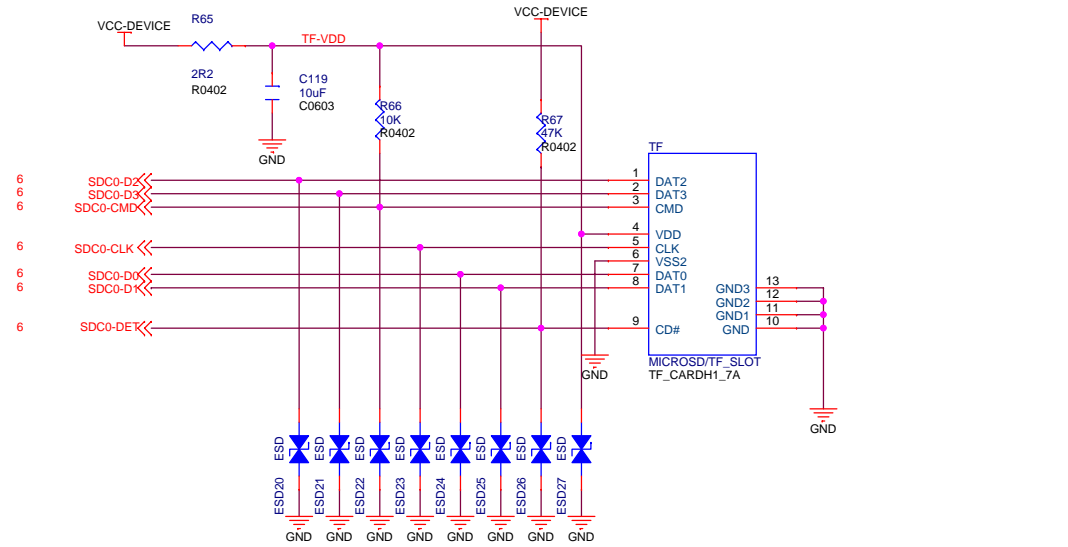 VCC-DEVICE
R65
2R2
R0402
TF-VDD
C119
10uF
C0603
GND
R66
10K
R0402
VCC-DEVICE
R67
47K
R0402
6 SDC0-D2
6 SDC0-D3
6 SDC0-CMD
6 SDC0-CLK
6 SDC0-D0
6 SDC0-D1
6 SDC0-DET
TF
1 DAT2
2 DAT3
3 CMD
4 VDD
5 CLK
6 VSS2
7 DAT0
8 DAT1
9 CD#
GND3 13
GND2 12
GND1 11
GND 10
MICROSD/TF_SLOT
TF_CARDH1_7A
GND
GND
ESD ESD ESD ESD ESD ESD ESD ESD
ESD20 ESD21 ESD22 ESD23 ESD24 ESD25 ESD26 ESD27
GND GND GND GND GND GND GND GND